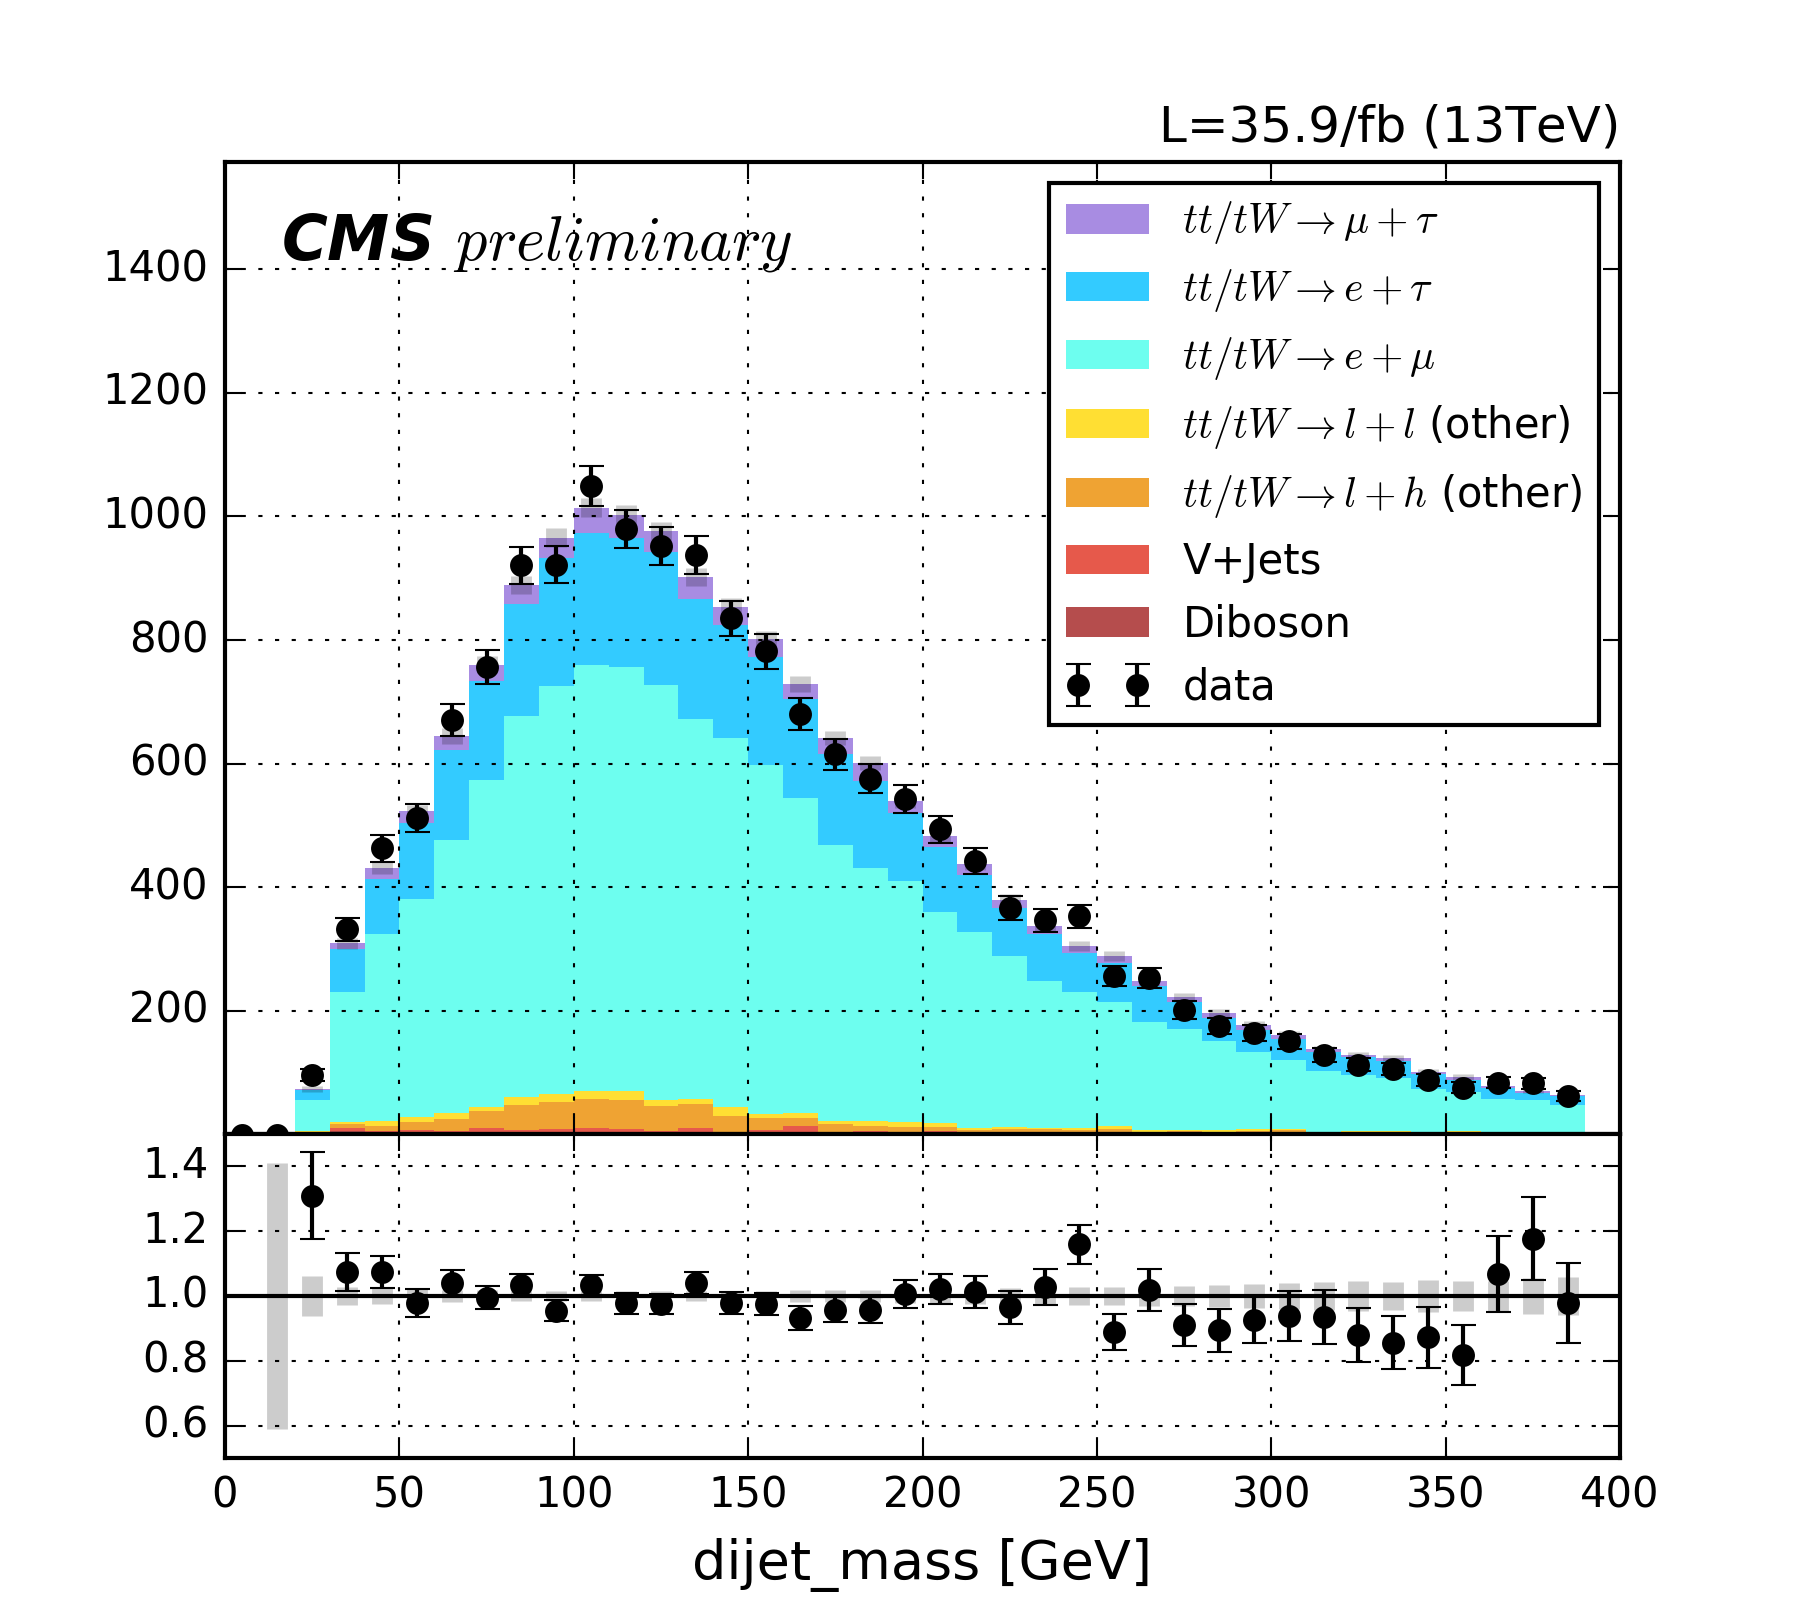 L=35.9/fb (13TeV)
CMS preliminary
tt/tW→μ+τ
tt/tW→e+τ
tt/tW→e+μ
tt/tW→l+l (other)
tt/tW→l+h (other)
V+Jets
Diboson
data
1400
1200
1000
800
600
400
200
1.4
1.2
1.0
0.8
0.6
0 50 100 150 200 250 300 350 400
dijet_mass [GeV]